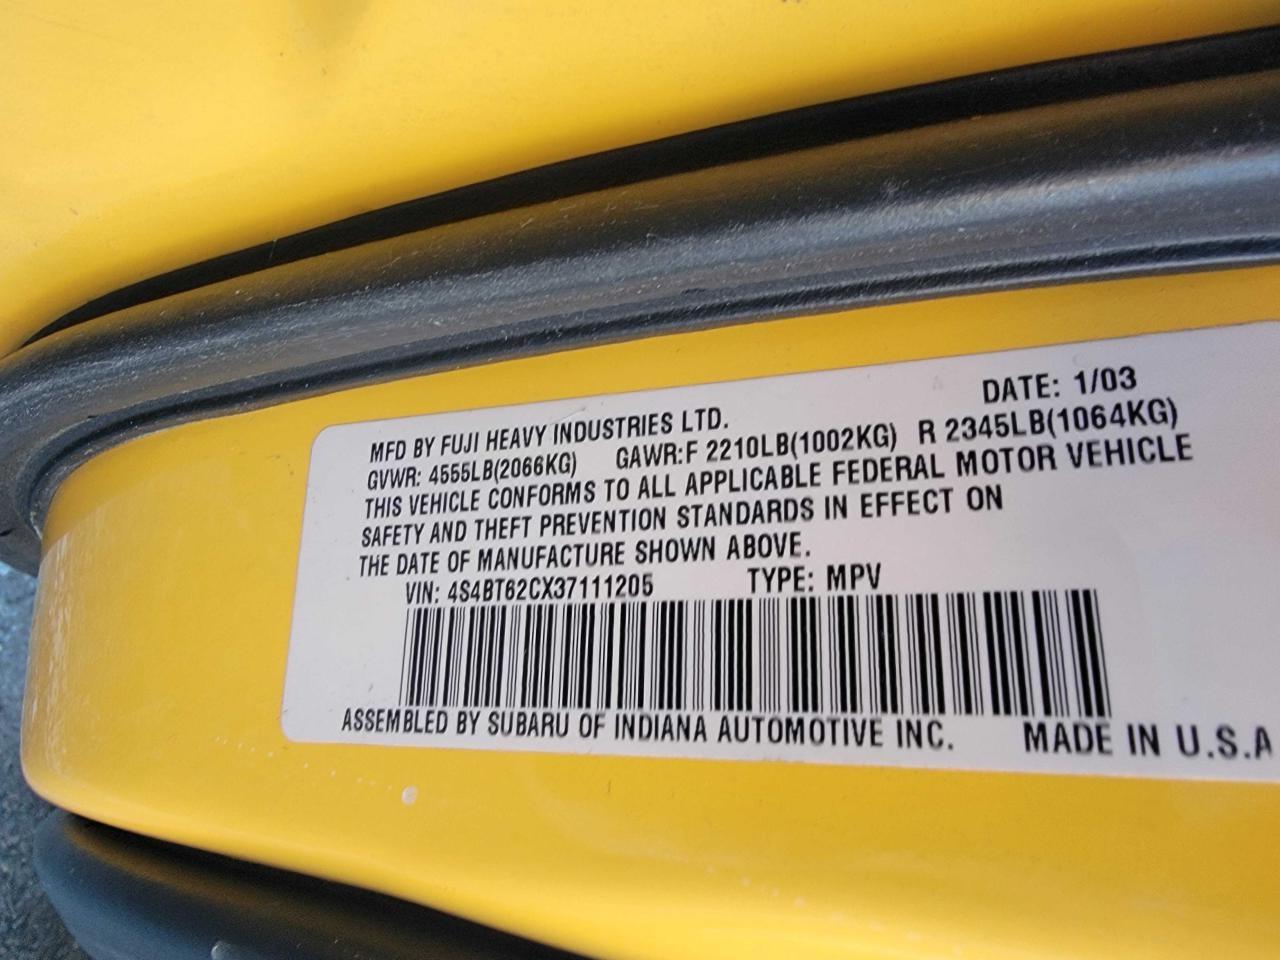 DATE: 1/03
MFD BY FUJI HEAVY INDUSTRIES LTD.
GVWR: 4555LB(2066KG) GAWR:F 2210LB(1002KG) R 2345LB(1064KG)
THIS VEHICLE CONFORMS TO ALL APPLICABLE FEDERAL MOTOR VEHICLE
SAFETY AND THEFT PREVENTION STANDARDS IN EFFECT ON
THE DATE OF MANUFACTURE SHOWN ABOVE.
VIN: 4S4BT62CX37111205 TYPE: MPV
ASSEMBLED BY SUBARU OF INDIANA AUTOMOTIVE INC. MADE IN U.S.A